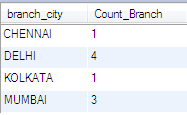 branch_city Count_Branch
CHENNAI 1
DELHI 4
KOLKATA 1
MUMBAI 3